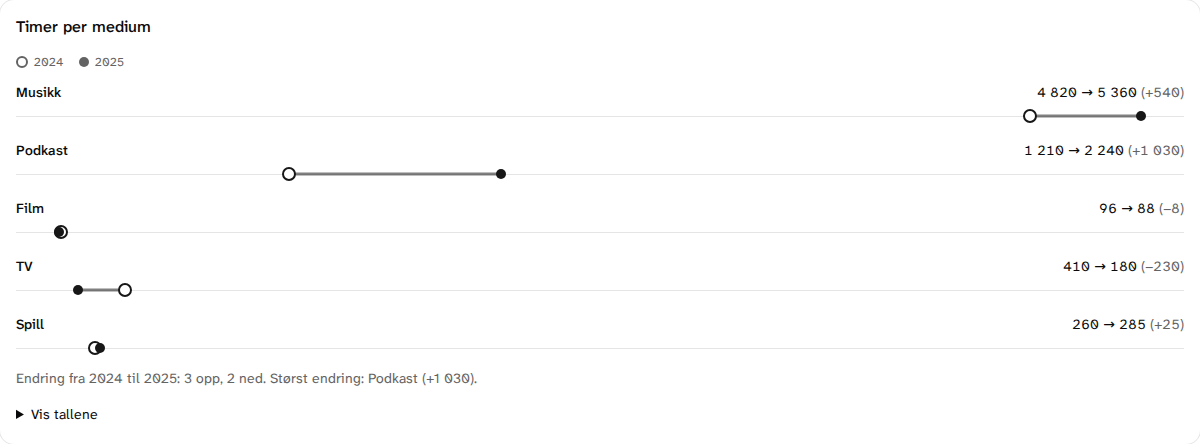 Timer per medium
2024 2025
Musikk 4 820 → 5 360 (+540)
Podkast 1 210 → 2 240 (+1 030)
Film 96 → 88 (−8)
TV 410 → 180 (−230)
Spill 260 → 285 (+25)
Endring fra 2024 til 2025: 3 opp, 2 ned. Størst endring: Podkast (+1 030).
Vis tallene